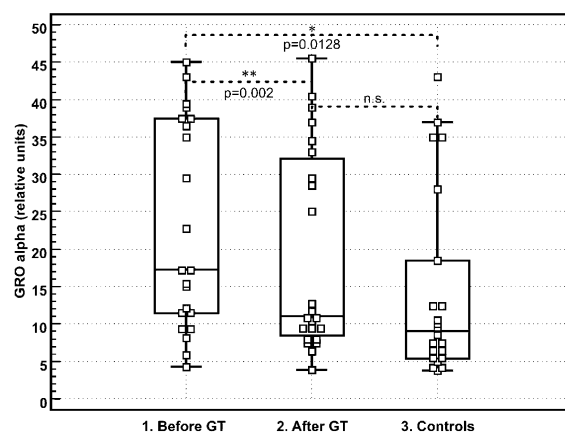 50
*
p=0.0128
45
**
p=0.002
n.s.
40
35
30
25
20
15
10
5
0
GRO alpha (relative units)
1. Before GT
2. After GT
3. Controls